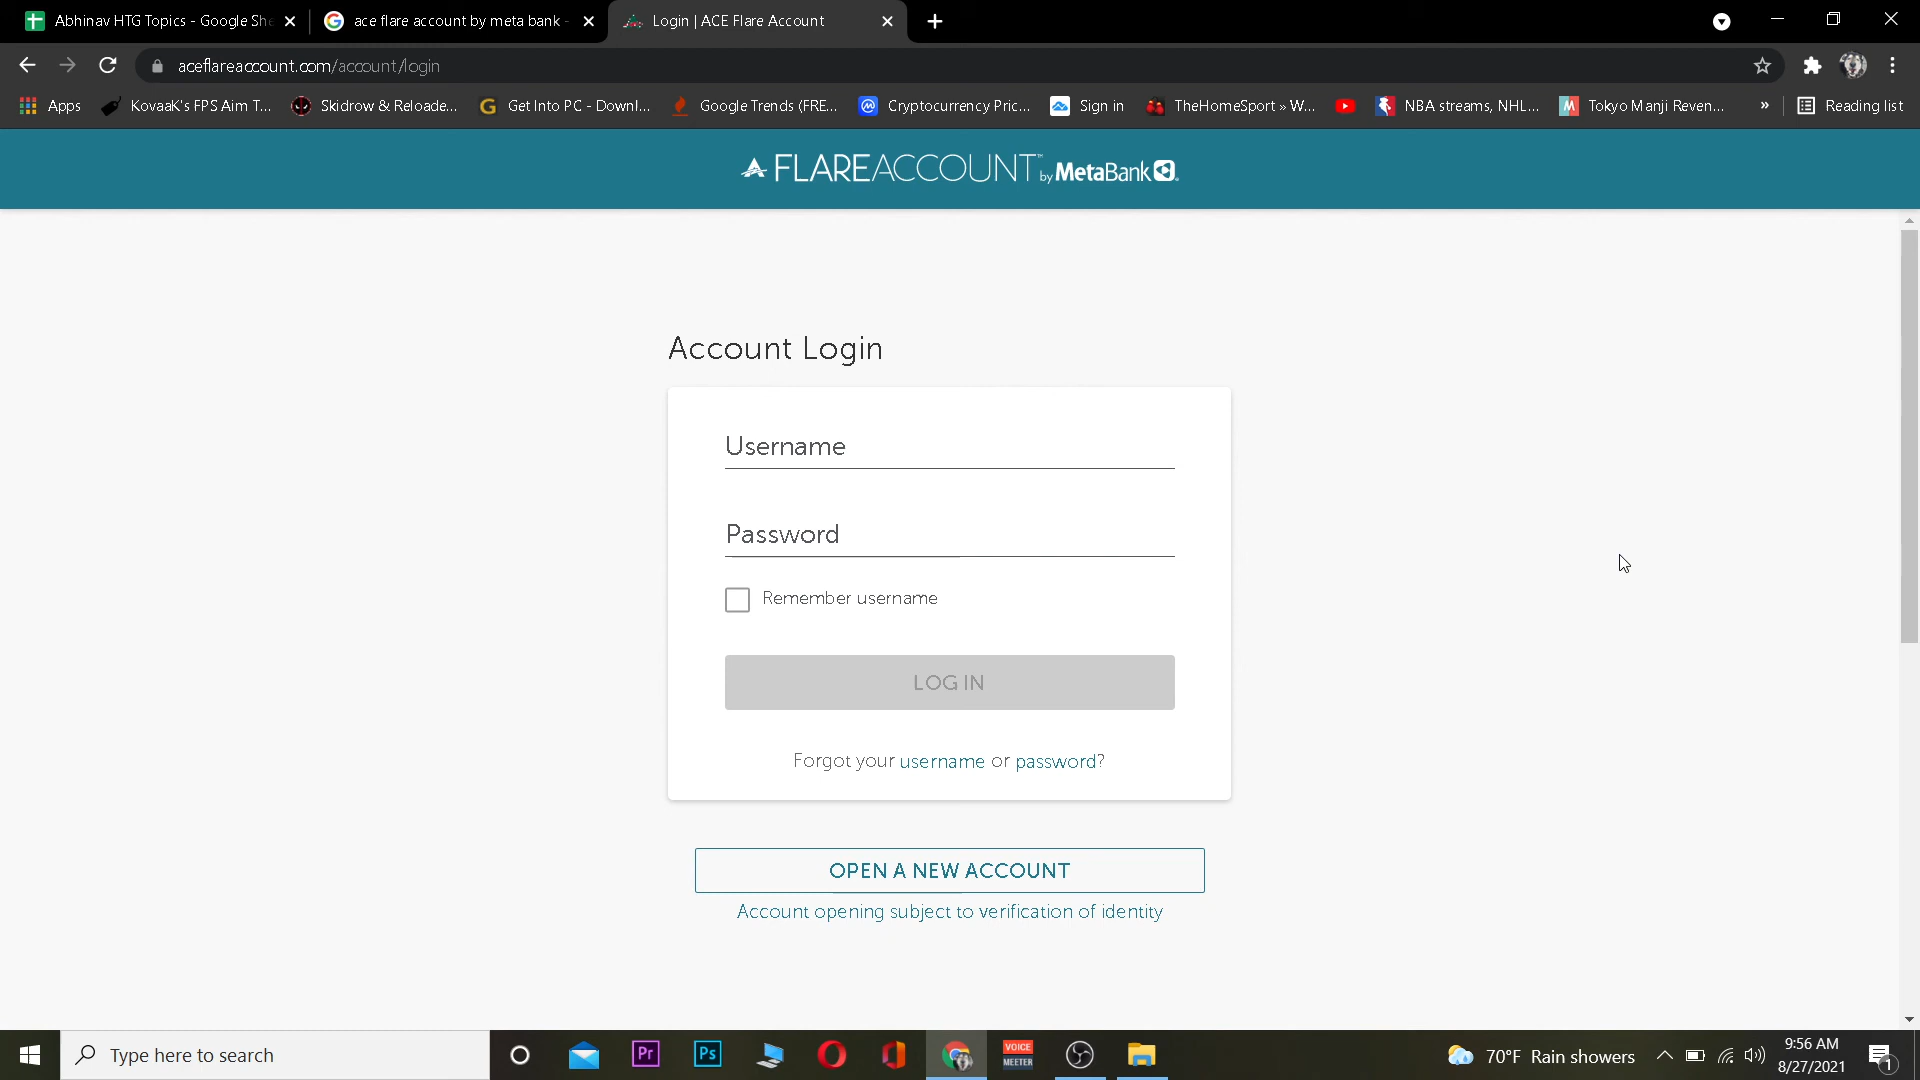 Abhinav HTG Topics - Google She
ace flare account by meta bank -
Login | ACE Flare Account
aceflareaccount.com/account/login
Apps
KovaaK's FPS Aim T...
Skidrow & Reloade...
Get Into PC - Downl...
Google Trends (FRE...
Cryptocurrency Pric...
Sign in
TheHomeSport » W...
NBA streams, NHL...
Tokyo Manji Reven...
»
Reading list
FLAREACCOUNT™ by MetaBank®
Account Login
Username
Password
Remember username
LOG IN
Forgot your username or password?
OPEN A NEW ACCOUNT
Account opening subject to verification of identity
Type here to search
Pr
Ps
VOICE
MEETER
70°F Rain showers
9:56 AM
8/27/2021
1